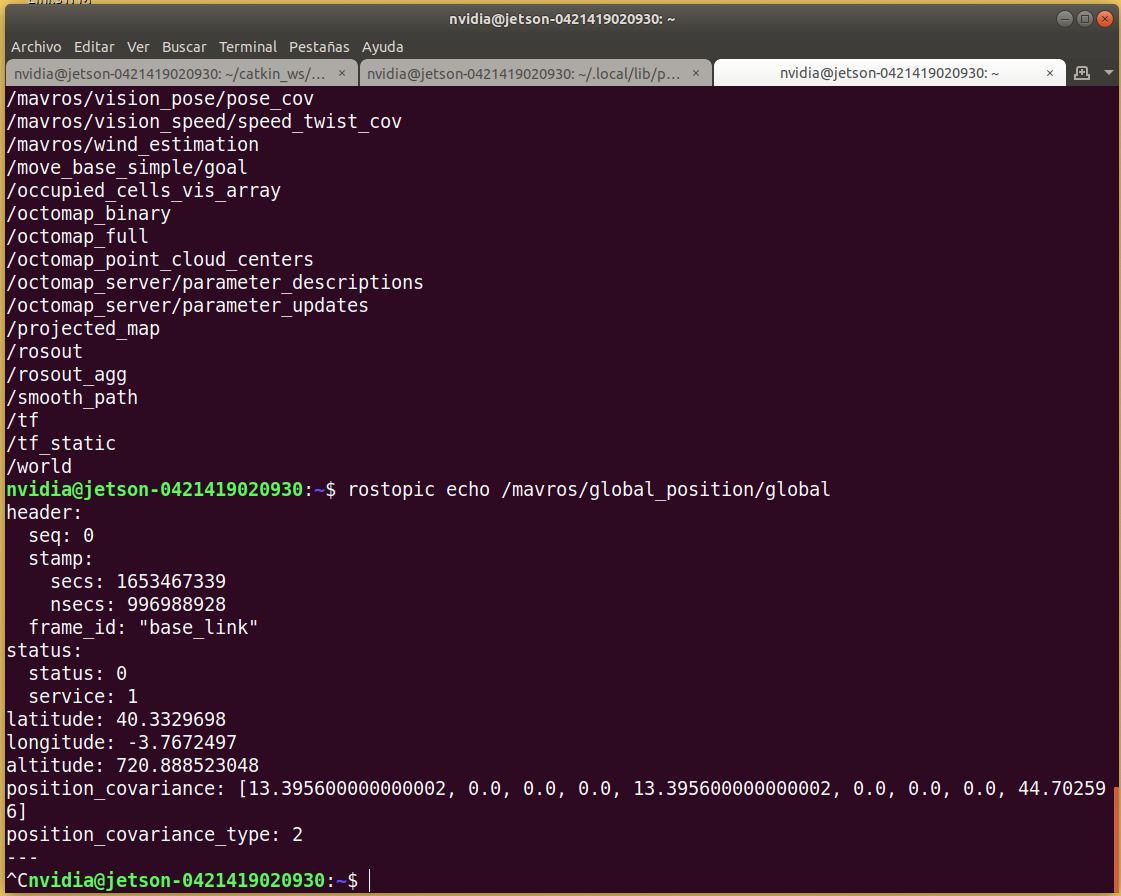 nvidia@jetson-0421419020930: ~
Archivo Editar Ver Buscar Terminal Pestañas Ayuda
nvidia@jetson-0421419020930: ~/catkin_ws/... × nvidia@jetson-0421419020930: ~/.local/lib/p... × nvidia@jetson-0421419020930: ~ ×
/mavros/vision_pose/pose_cov
/mavros/vision_speed/speed_twist_cov
/mavros/wind_estimation
/move_base_simple/goal
/occupied_cells_vis_array
/octomap_binary
/octomap_full
/octomap_point_cloud_centers
/octomap_server/parameter_descriptions
/octomap_server/parameter_updates
/projected_map
/rosout
/rosout_agg
/smooth_path
/tf
/tf_static
/world
nvidia@jetson-0421419020930:~$ rostopic echo /mavros/global_position/global
header:
  seq: 0
  stamp:
    secs: 1653467339
    nsecs: 996988928
  frame_id: "base_link"
status:
  status: 0
  service: 1
latitude: 40.3329698
longitude: -3.7672497
altitude: 720.888523048
position_covariance: [13.395600000000002, 0.0, 0.0, 0.0, 13.395600000000002, 0.0, 0.0, 0.0, 44.70259
6]
position_covariance_type: 2
---
^Cnvidia@jetson-0421419020930:~$